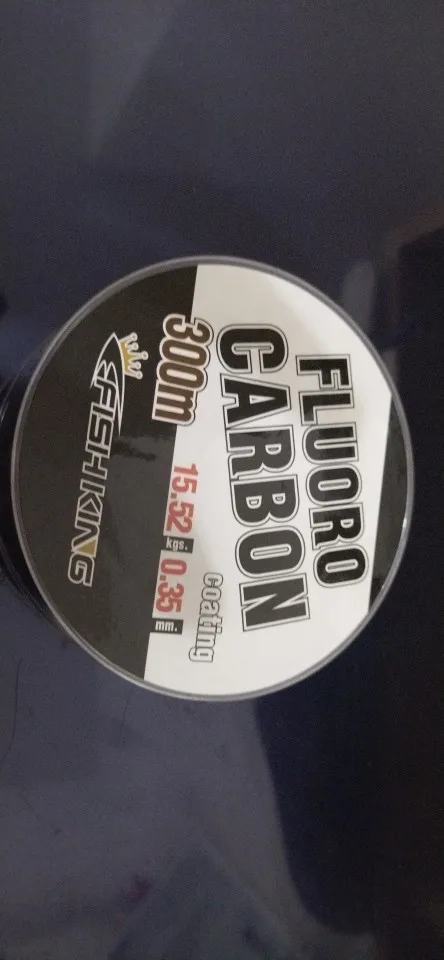 FLUORO
CARBON
coating
300m 15.52 kgs. 0.35 mm.
FISHKING